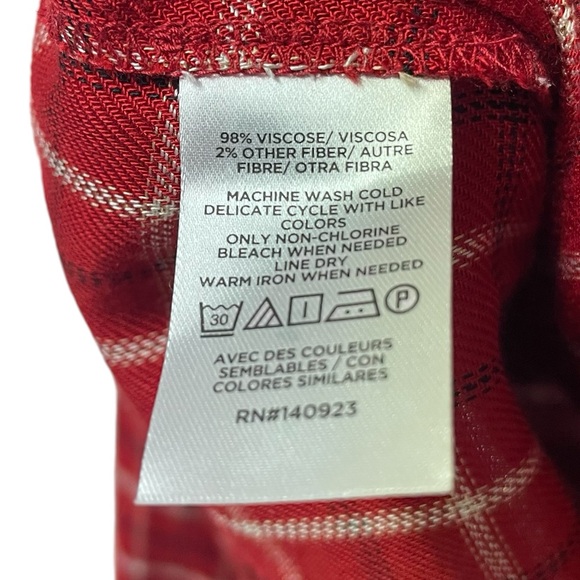 98% VISCOSE/ VISCOSA
2% OTHER FIBER/ AUTRE
FIBRE/ OTRA FIBRA
MACHINE WASH COLD
DELICATE CYCLE WITH LIKE
COLORS
ONLY NON-CHLORINE
BLEACH WHEN NEEDED
LINE DRY
WARM IRON WHEN NEEDED
30 P
AVEC DES COULEURS
SEMBLABLES / CON
COLORES SIMILARES
RN#140923